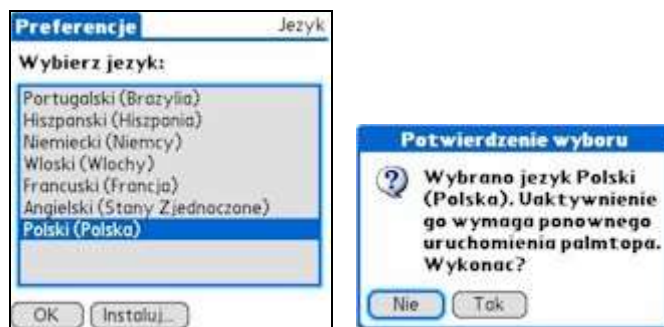 Preferencje Jezyk
Wybierz jezyk:
Portugalski (Brazylia)
Hiszpanski (Hiszpania)
Niemiecki (Niemcy)
Wloski (Wlochy)
Francuski (Francja)
Angielski (Stany Zjednoczone)
Polski (Polska)
OK Instaluj...
Potwierdzenie wyboru
Wybrano jezyk Polski
(Polska). Uaktywnienie
go wymaga ponownego
uruchomienia palmtopa.
Wykonac?
Nie Tak